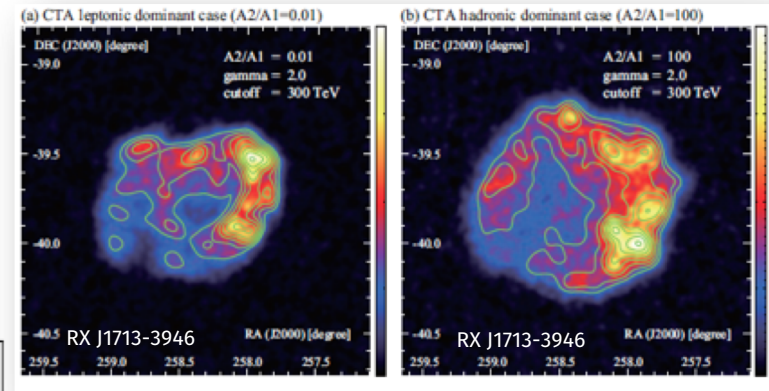 (a) CTA leptonic dominant case (A2/A1=0.01)
DEC (J2000) [degree]
A2/A1 = 0.01
gamma = 2.0
cutoff = 300 TeV
-39.0
-39.5
-40.0
-40.5
RX J1713-3946
RA (J2000) [degree]
259.5 259.0 258.5 258.0 257.5
(b) CTA hadronic dominant case (A2/A1=100)
DEC (J2000) [degree]
A2/A1 = 100
gamma = 2.0
cutoff = 300 TeV
-39.0
-39.5
-40.0
-40.5
RX J1713-3946
RA (J2000) [degree]
259.5 259.0 258.5 258.0 257.5